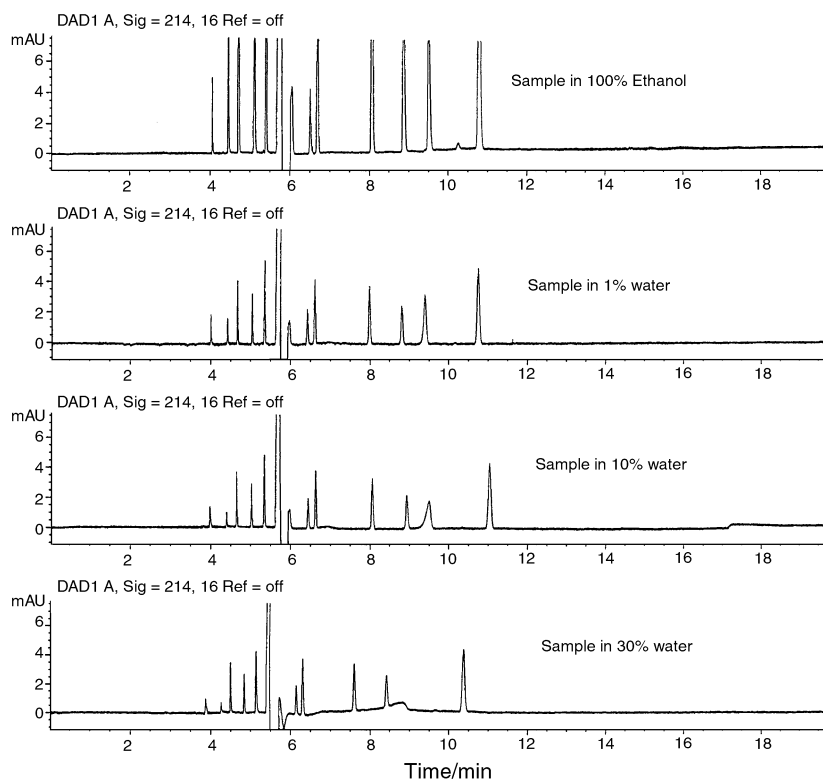 DAD1 A, Sig = 214, 16 Ref = off
mAU
6
4
2
0
Sample in 100% Ethanol
2 4 6 8 10 12 14 16 18
DAD1 A, Sig = 214, 16 Ref = off
mAU
6
4
2
0
Sample in 1% water
2 4 6 8 10 12 14 16 18
DAD1 A, Sig = 214, 16 Ref = off
mAU
6
4
2
0
Sample in 10% water
2 4 6 8 10 12 14 16 18
DAD1 A, Sig = 214, 16 Ref = off
mAU
6
4
2
0
Sample in 30% water
2 4 6 8 10 12 14 16 18
Time/min